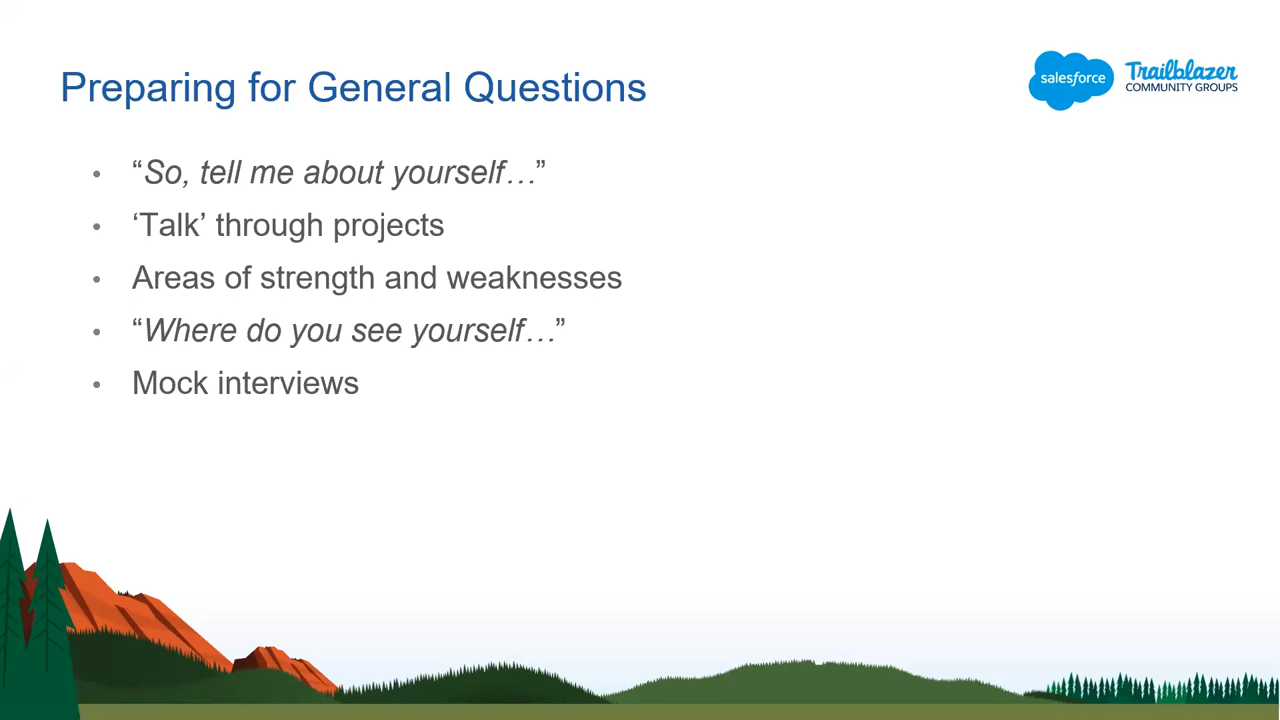 Preparing for General Questions
salesforce
Trailblazer
COMMUNITY GROUPS
• “So, tell me about yourself…”
• ‘Talk’ through projects
• Areas of strength and weaknesses
• “Where do you see yourself…”
• Mock interviews